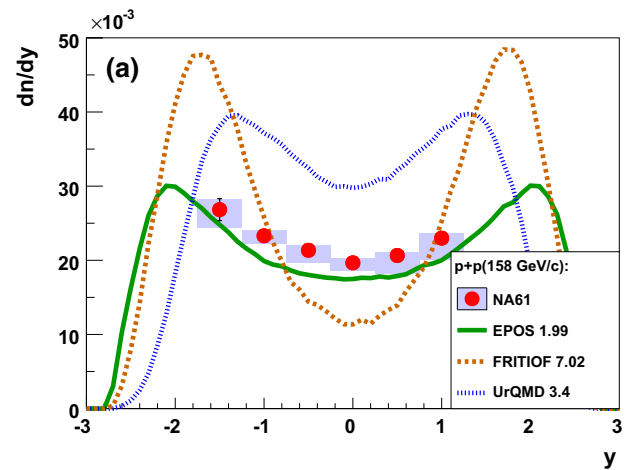 ×10⁻³
dn/dy
50
40
30
20
10
0
(a)
-3
-2
-1
0
1
2
3
y
p+p(158 GeV/c):
NA61
EPOS 1.99
FRITIOF 7.02
UrQMD 3.4